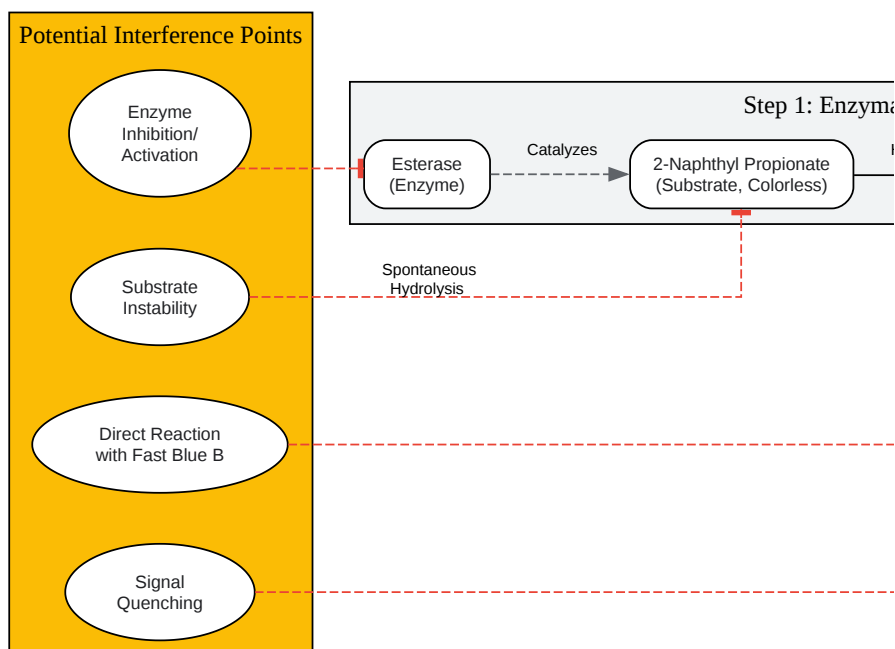 Potential Interference Points
Enzyme
Inhibition/
Activation
Step 1:
Esterase
(Enzyme)
Catalyzes
2-Naphthyl Propionate
(Substrate, Colorless)
Substrate
Instability
Spontaneous
Hydrolysis
Direct Reaction
with Fast Blue B
Signal
Quenching